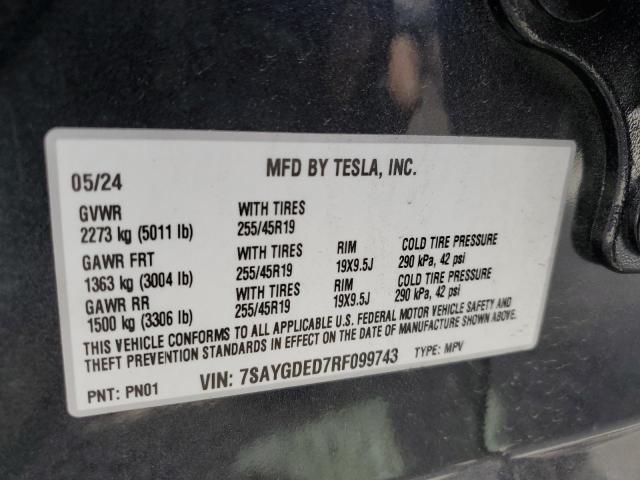 MFD BY TESLA, INC.
05/24
GVWR WITH TIRES
2273 kg (5011 lb) 255/45R19
GAWR FRT WITH TIRES RIM COLD TIRE PRESSURE
1363 kg (3004 lb) 255/45R19 19X9.5J 290 kPa, 42 psi
GAWR RR WITH TIRES RIM COLD TIRE PRESSURE
1500 kg (3306 lb) 255/45R19 19X9.5J 290 kPa, 42 psi
THIS VEHICLE CONFORMS TO ALL APPLICABLE U.S. FEDERAL MOTOR VEHICLE SAFETY AND
THEFT PREVENTION STANDARDS IN EFFECT ON THE DATE OF MANUFACTURE SHOWN ABOVE.
PNT: PN01 VIN: 7SAYGDED7RF099743 TYPE: MPV